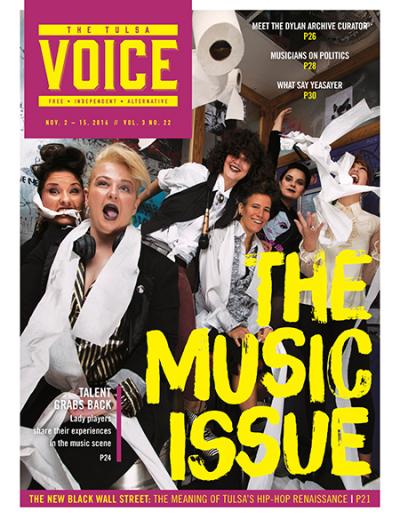 THE TULSA
VOICE
FREE • INDEPENDENT • ALTERNATIVE
NOV. 2 – 15, 2016 // VOL. 3 NO. 22
MEET THE DYLAN ARCHIVE CURATOR
P26
MUSICIANS ON POLITICS
P28
WHAT SAY YEASAYER
P30
THE
MUSIC
ISSUE
TALENT
GRABS BACK
Lady players
share their experiences
in the music scene
P24
THE NEW BLACK WALL STREET: THE MEANING OF TULSA'S HIP-HOP RENAISSANCE | P21